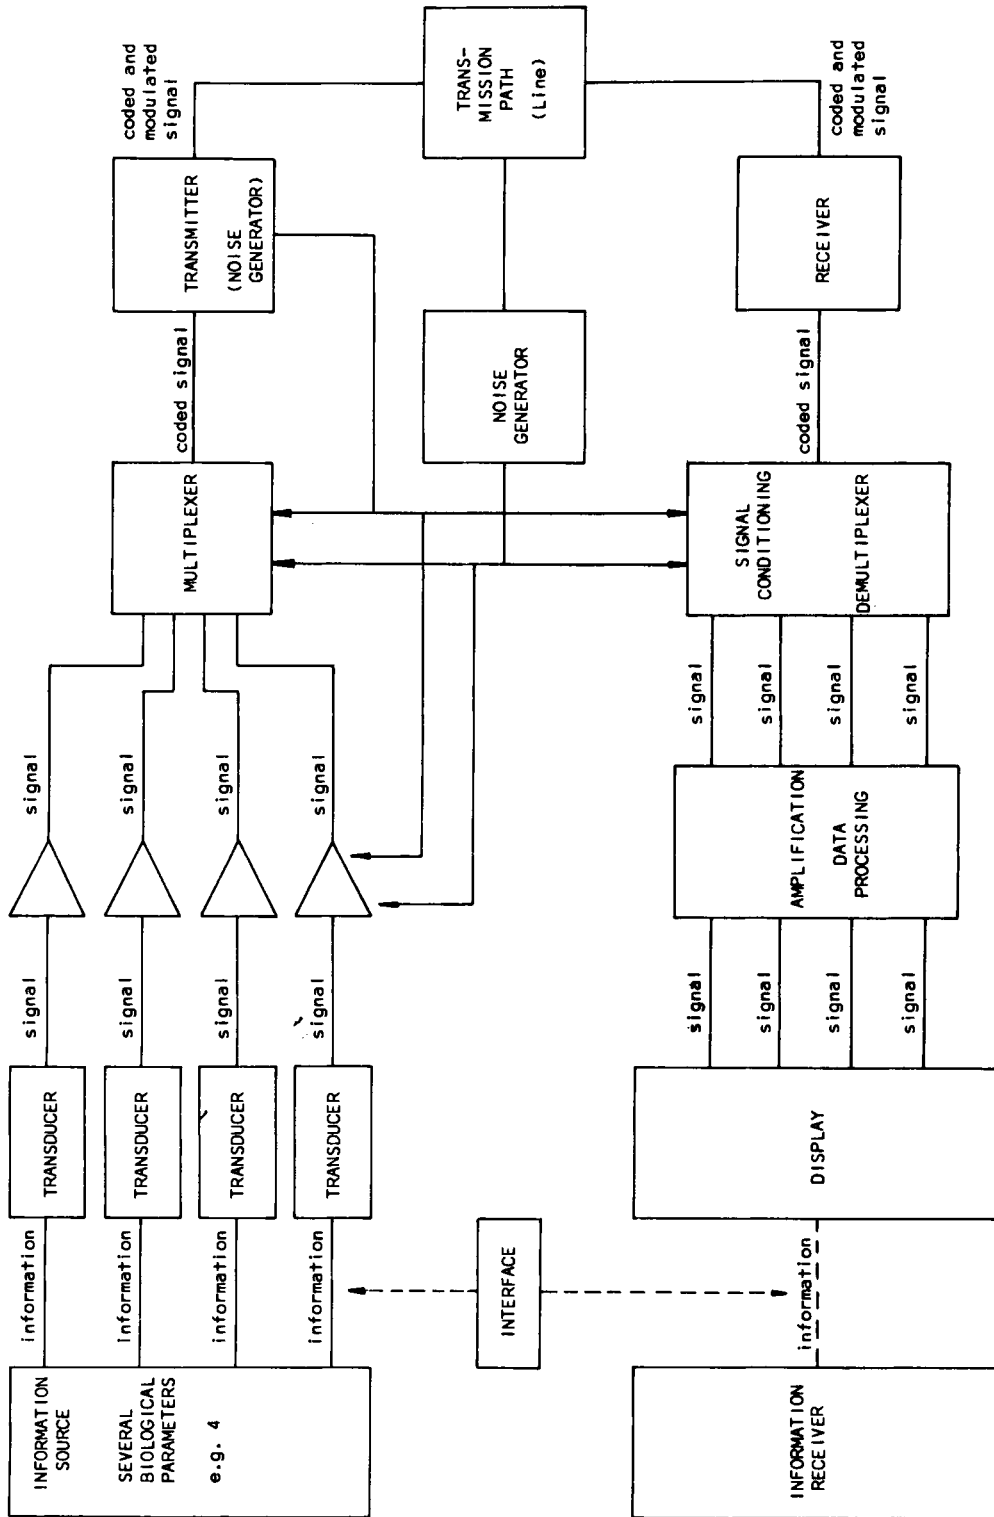 INFORMATION
SOURCE
SEVERAL
BIOLOGICAL
PARAMETERS
e.g. 4
information
information
information
information
TRANSDUCER
TRANSDUCER
TRANSDUCER
TRANSDUCER
signal
signal
signal
signal
signal
signal
signal
signal
MULTIPLEXER
coded signal
TRANSMITTER
(NOISE
GENERATOR)
coded and
modulated
signal
TRANS-
MISSION
PATH
(Line)
NOISE
GENERATOR
INTERFACE
INFORMATION
RECEIVER
information
DISPLAY
signal
signal
signal
signal
AMPLIFICATION
DATA
PROCESSING
signal
signal
signal
signal
SIGNAL
CONDITIONING
DEMULTIPLEXER
coded signal
RECEIVER
coded and
modulated
signal